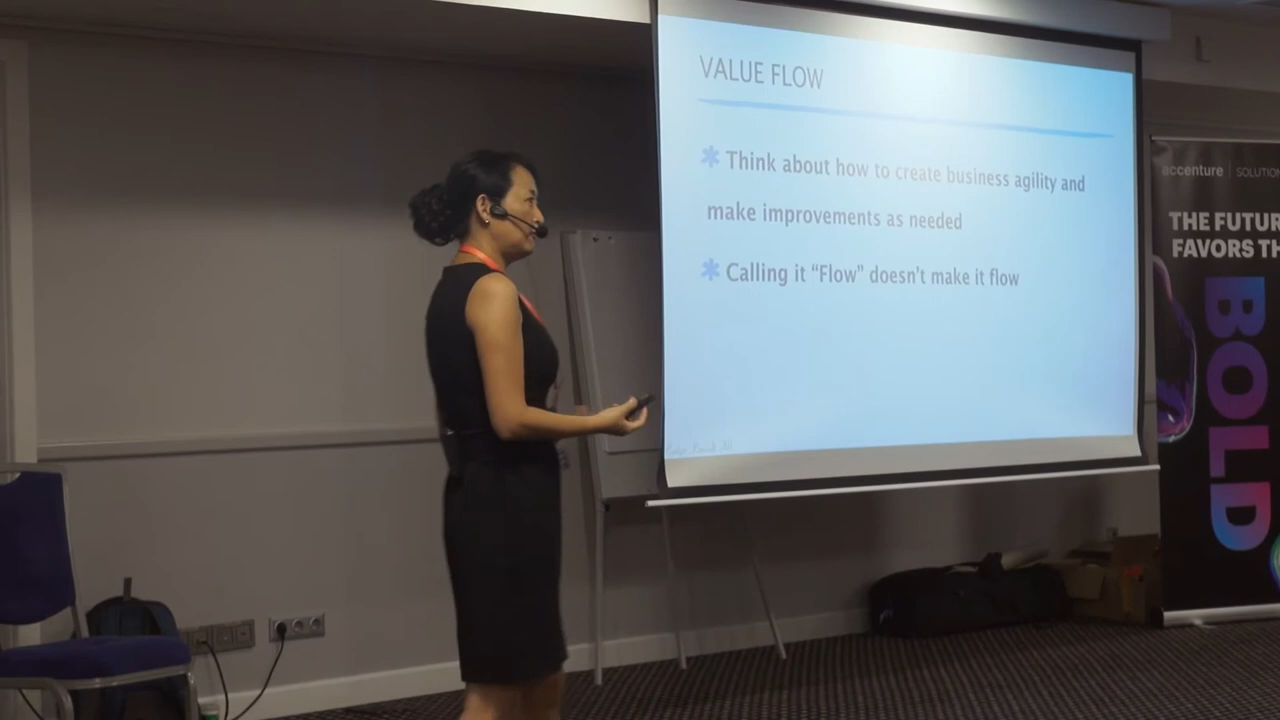 VALUE FLOW
Think about how to create business agility and
make improvements as needed
Calling it “Flow” doesn't make it flow
accenture | SOLUTION
THE FUTUR
FAVORS TH
BOLD